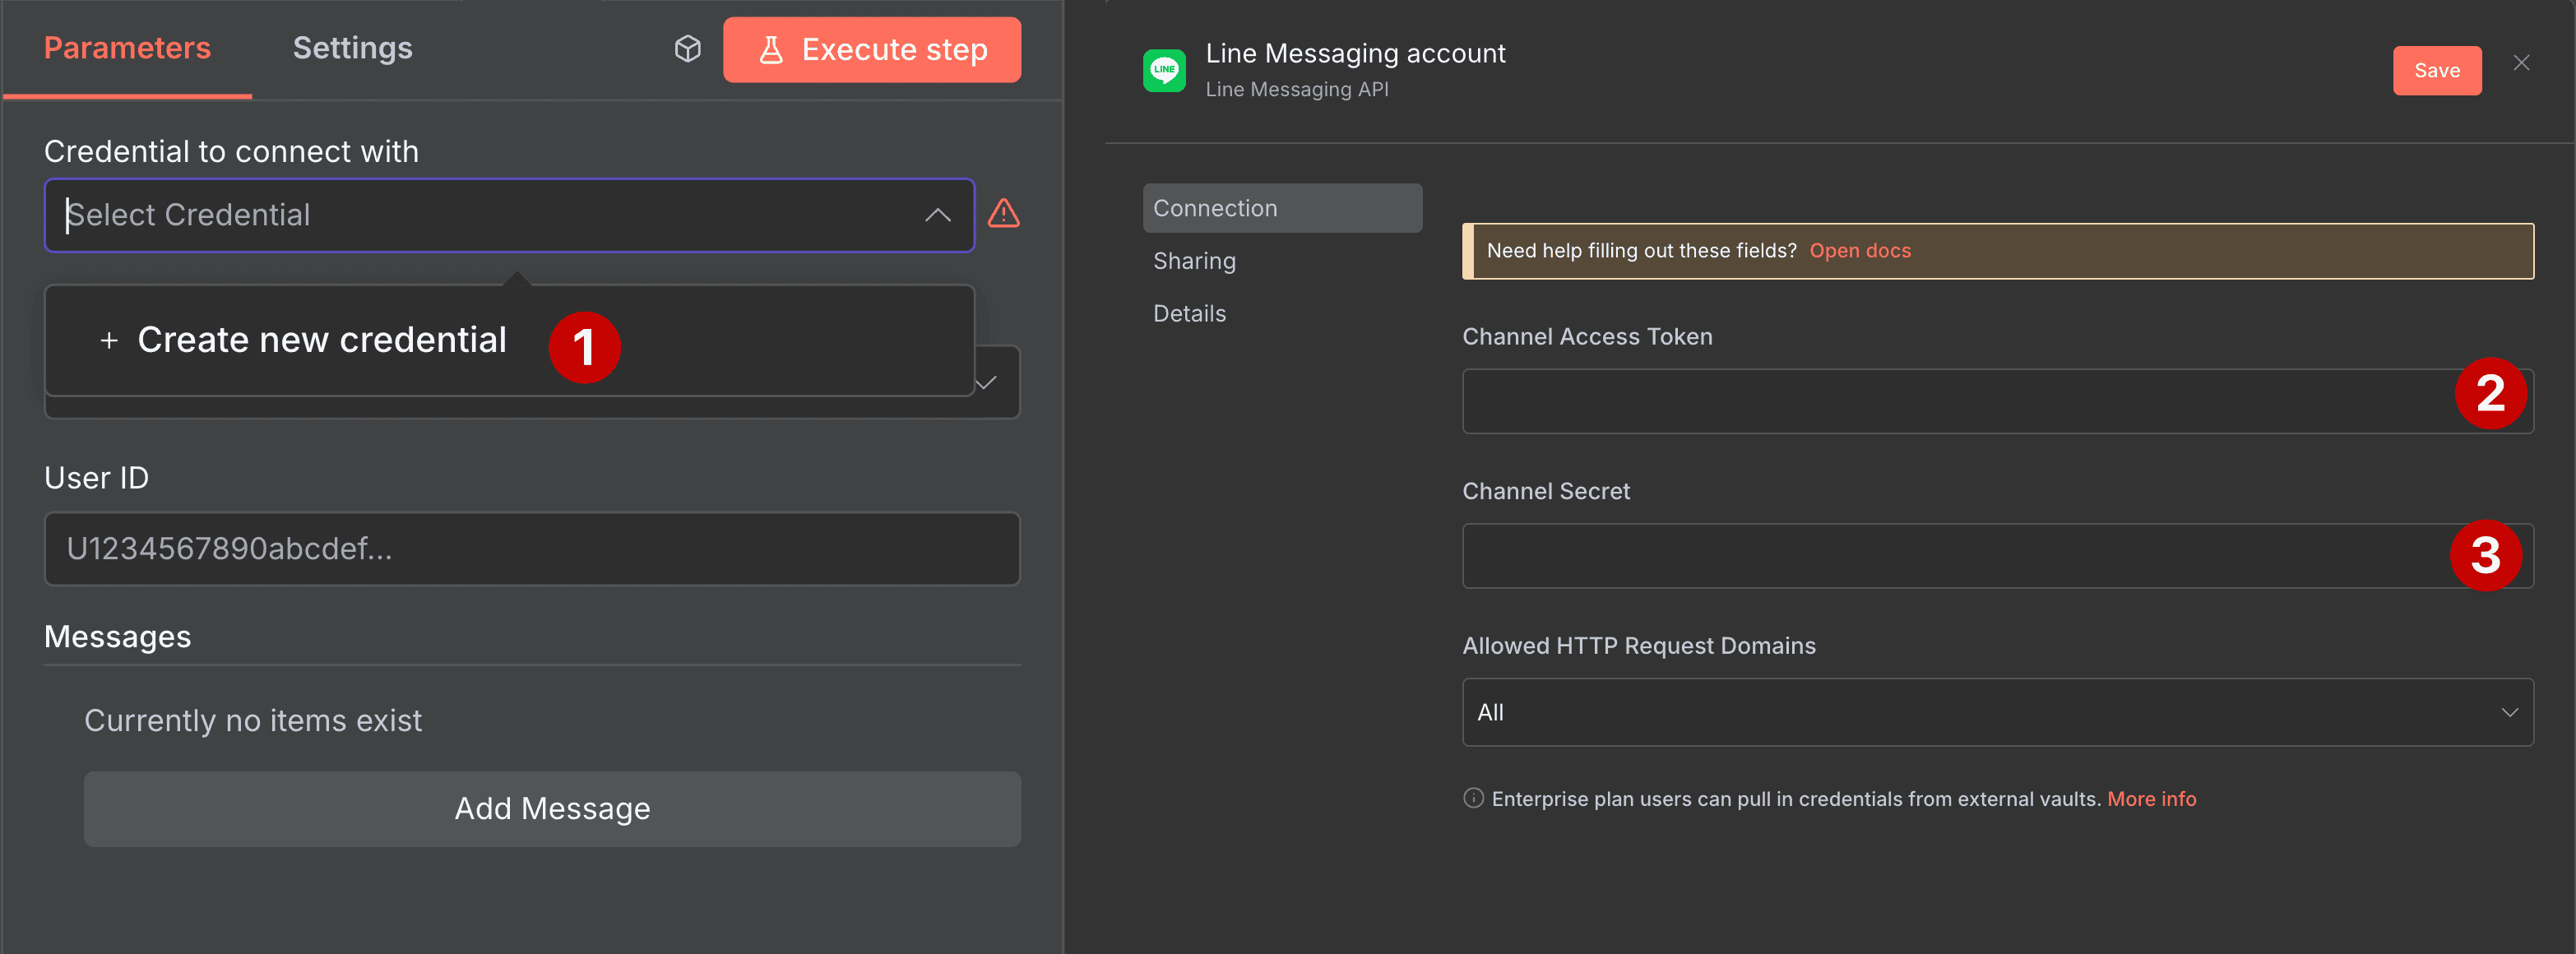 Parameters
Settings
Execute step
Credential to connect with
Select Credential
+ Create new credential
1
User ID
U1234567890abcdef...
Messages
Currently no items exist
Add Message
LINE
Line Messaging account
Line Messaging API
Save
Connection
Sharing
Details
Need help filling out these fields? Open docs
Channel Access Token
2
Channel Secret
3
Allowed HTTP Request Domains
All
Enterprise plan users can pull in credentials from external vaults. More info